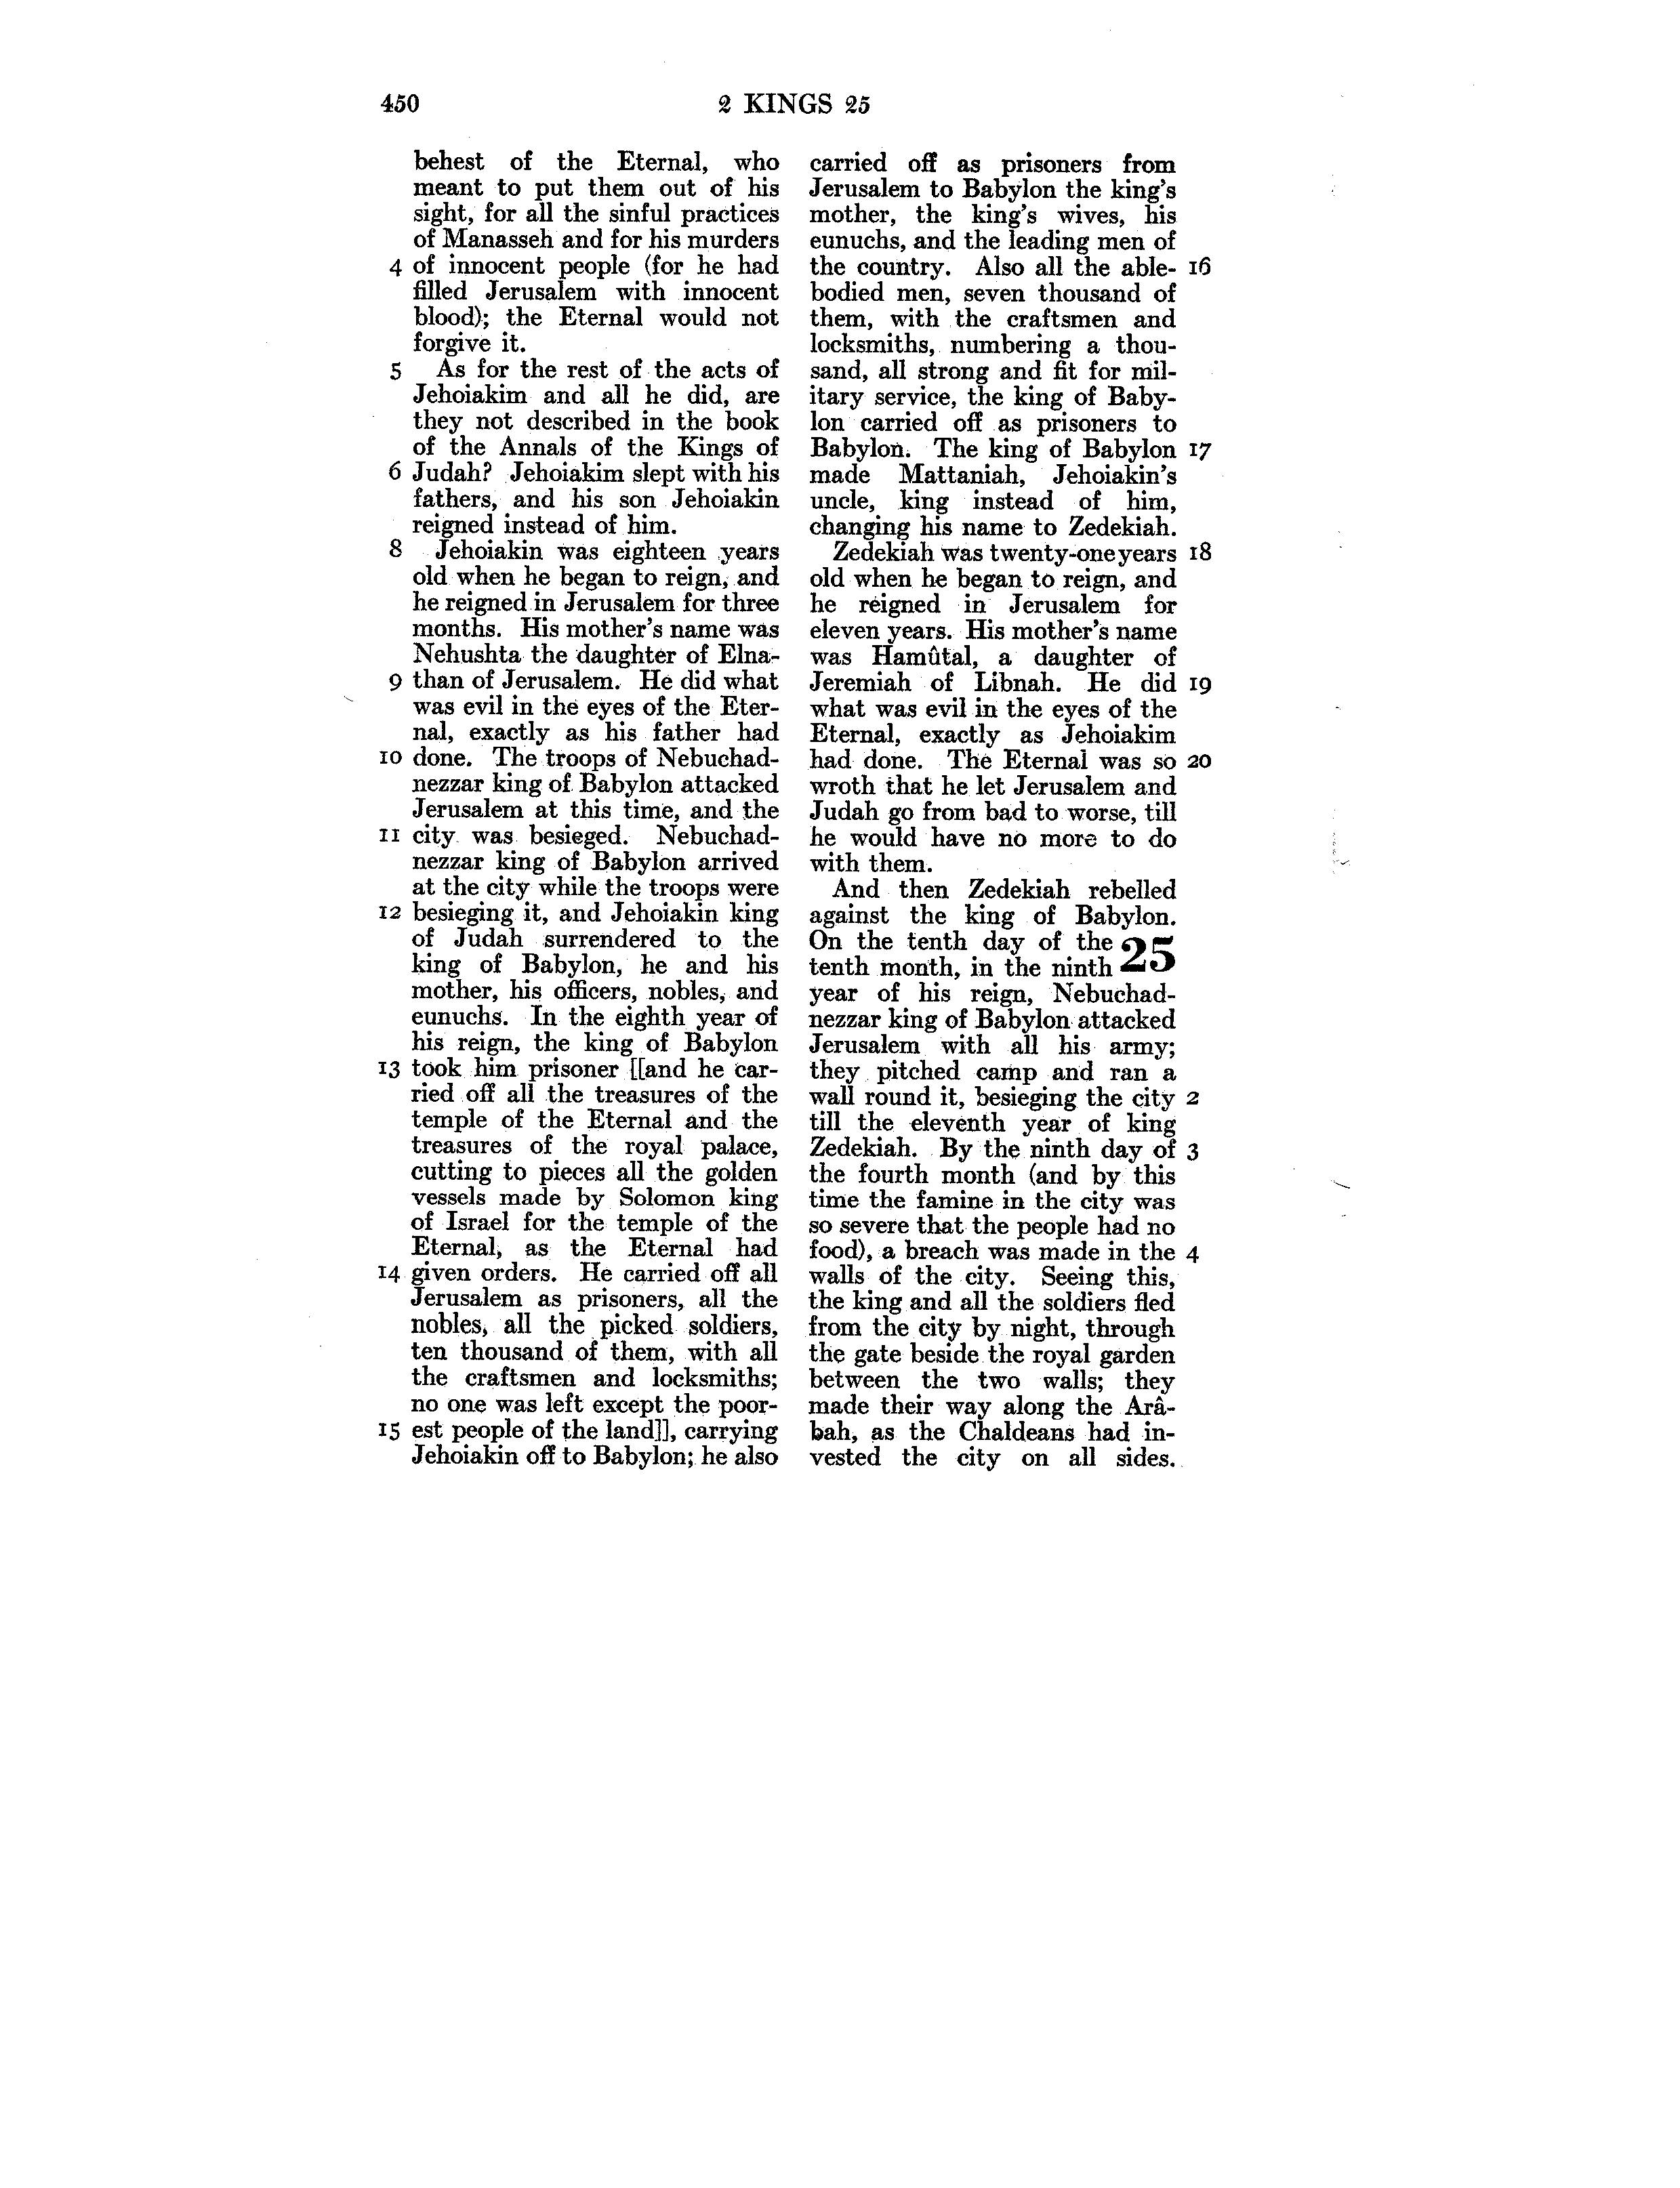 450
2 KINGS 25
behest of the Eternal, who
meant to put them out of his
sight, for all the sinful practices
of Manasseh and for his murders
4 of innocent people (for he had
filled Jerusalem with innocent
blood); the Eternal would not
forgive it.
5 As for the rest of the acts of
Jehoiakim and all he did, are
they not described in the book
of the Annals of the Kings of
6 Judah? Jehoiakim slept with his
fathers, and his son Jehoiakin
reigned instead of him.
8 Jehoiakin was eighteen years
old when he began to reign, and
he reigned in Jerusalem for three
months. His mother's name was
Nehushta the daughter of Elna-
9 than of Jerusalem. He did what
was evil in the eyes of the Eter-
nal, exactly as his father had
10 done. The troops of Nebuchad-
nezzar king of Babylon attacked
Jerusalem at this time, and the
11 city was besieged. Nebuchad-
nezzar king of Babylon arrived
at the city while the troops were
12 besieging it, and Jehoiakin king
of Judah surrendered to the
king of Babylon, he and his
mother, his officers, nobles, and
eunuchs. In the eighth year of
his reign, the king of Babylon
13 took him prisoner [[and he car-
ried off all the treasures of the
temple of the Eternal and the
treasures of the royal palace,
cutting to pieces all the golden
vessels made by Solomon king
of Israel for the temple of the
Eternal, as the Eternal had
14 given orders. He carried off all
Jerusalem as prisoners, all the
nobles, all the picked soldiers,
ten thousand of them, with all
the craftsmen and locksmiths;
no one was left except the poor-
15 est people of the land]], carrying
Jehoiakin off to Babylon; he also
carried off as prisoners from
Jerusalem to Babylon the king's
mother, the king's wives, his
eunuchs, and the leading men of
the country. Also all the able- 16
bodied men, seven thousand of
them, with the craftsmen and
locksmiths, numbering a thou-
sand, all strong and fit for mil-
itary service, the king of Baby-
lon carried off as prisoners to
Babylon. The king of Babylon 17
made Mattaniah, Jehoiakin's
uncle, king instead of him,
changing his name to Zedekiah.
Zedekiah was twenty-one years 18
old when he began to reign, and
he reigned in Jerusalem for
eleven years. His mother's name
was Hamûtal, a daughter of
Jeremiah of Libnah. He did 19
what was evil in the eyes of the
Eternal, exactly as Jehoiakim
had done. The Eternal was so 20
wroth that he let Jerusalem and
Judah go from bad to worse, till
he would have no more to do
with them.
And then Zedekiah rebelled
against the king of Babylon.
On the tenth day of the 25
tenth month, in the ninth
year of his reign, Nebuchad-
nezzar king of Babylon attacked
Jerusalem with all his army;
they pitched camp and ran a
wall round it, besieging the city 2
till the eleventh year of king
Zedekiah. By the ninth day of 3
the fourth month (and by this
time the famine in the city was
so severe that the people had no
food), a breach was made in the 4
walls of the city. Seeing this,
the king and all the soldiers fled
from the city by night, through
the gate beside the royal garden
between the two walls; they
made their way along the Arâ-
bah, as the Chaldeans had in-
vested the city on all sides.